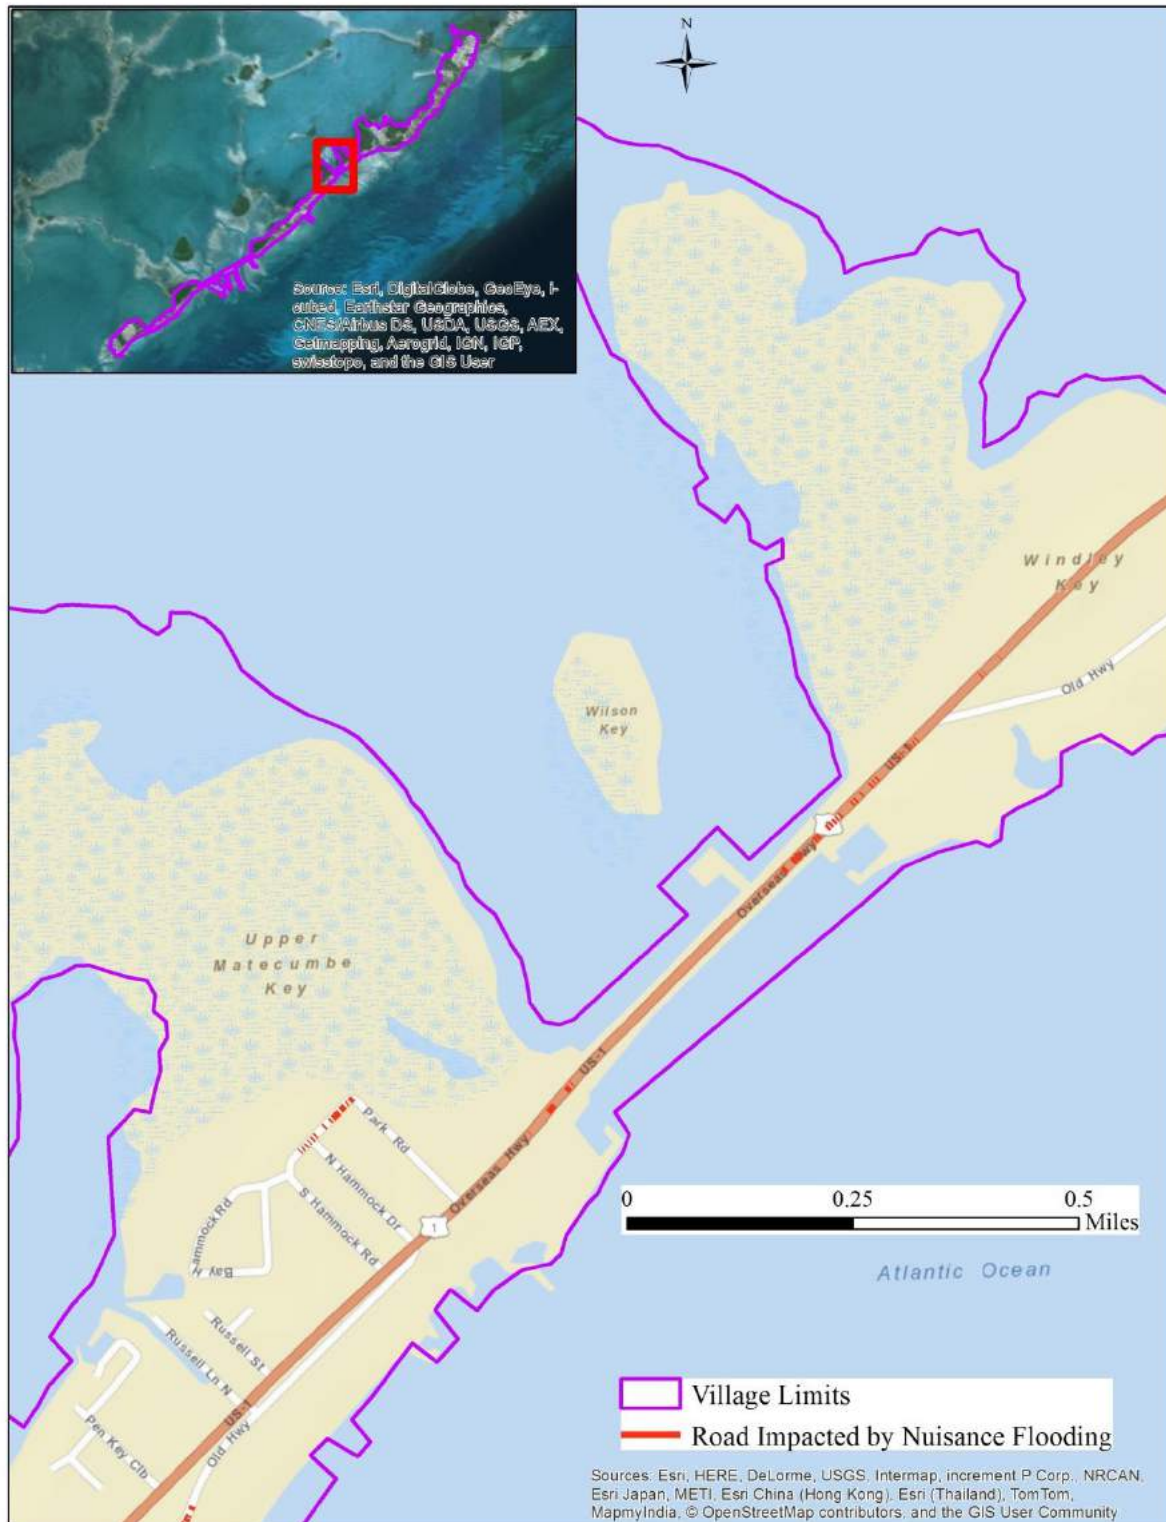 N
Source: Esri, DigitalGlobe, GeoEye, i-
cubed, Earthstar Geographics,
CNES/Airbus DS, USDA, USGS, AEX,
Getmapping, Aerogrid, IGN, IGP,
swisstopo, and the GIS User
Windley
Key
Old Hwy
Wilson
Key
US-1
Overseas Hwy
Upper
Matecumbe
Key
US-1
Park Rd
Overseas Hwy
N Hammock Dr
S Hammock Rd
1
Bay Hammock Rd
0 0.25 0.5
Miles
Atlantic Ocean
Russell St
Russell Ln N
US-1
Old Hwy
Pen Key Clb
Village Limits
Road Impacted by Nuisance Flooding
Sources: Esri, HERE, DeLorme, USGS, Intermap, increment P Corp., NRCAN,
Esri Japan, METI, Esri China (Hong Kong), Esri (Thailand), TomTom,
MapmyIndia, © OpenStreetMap contributors, and the GIS User Community